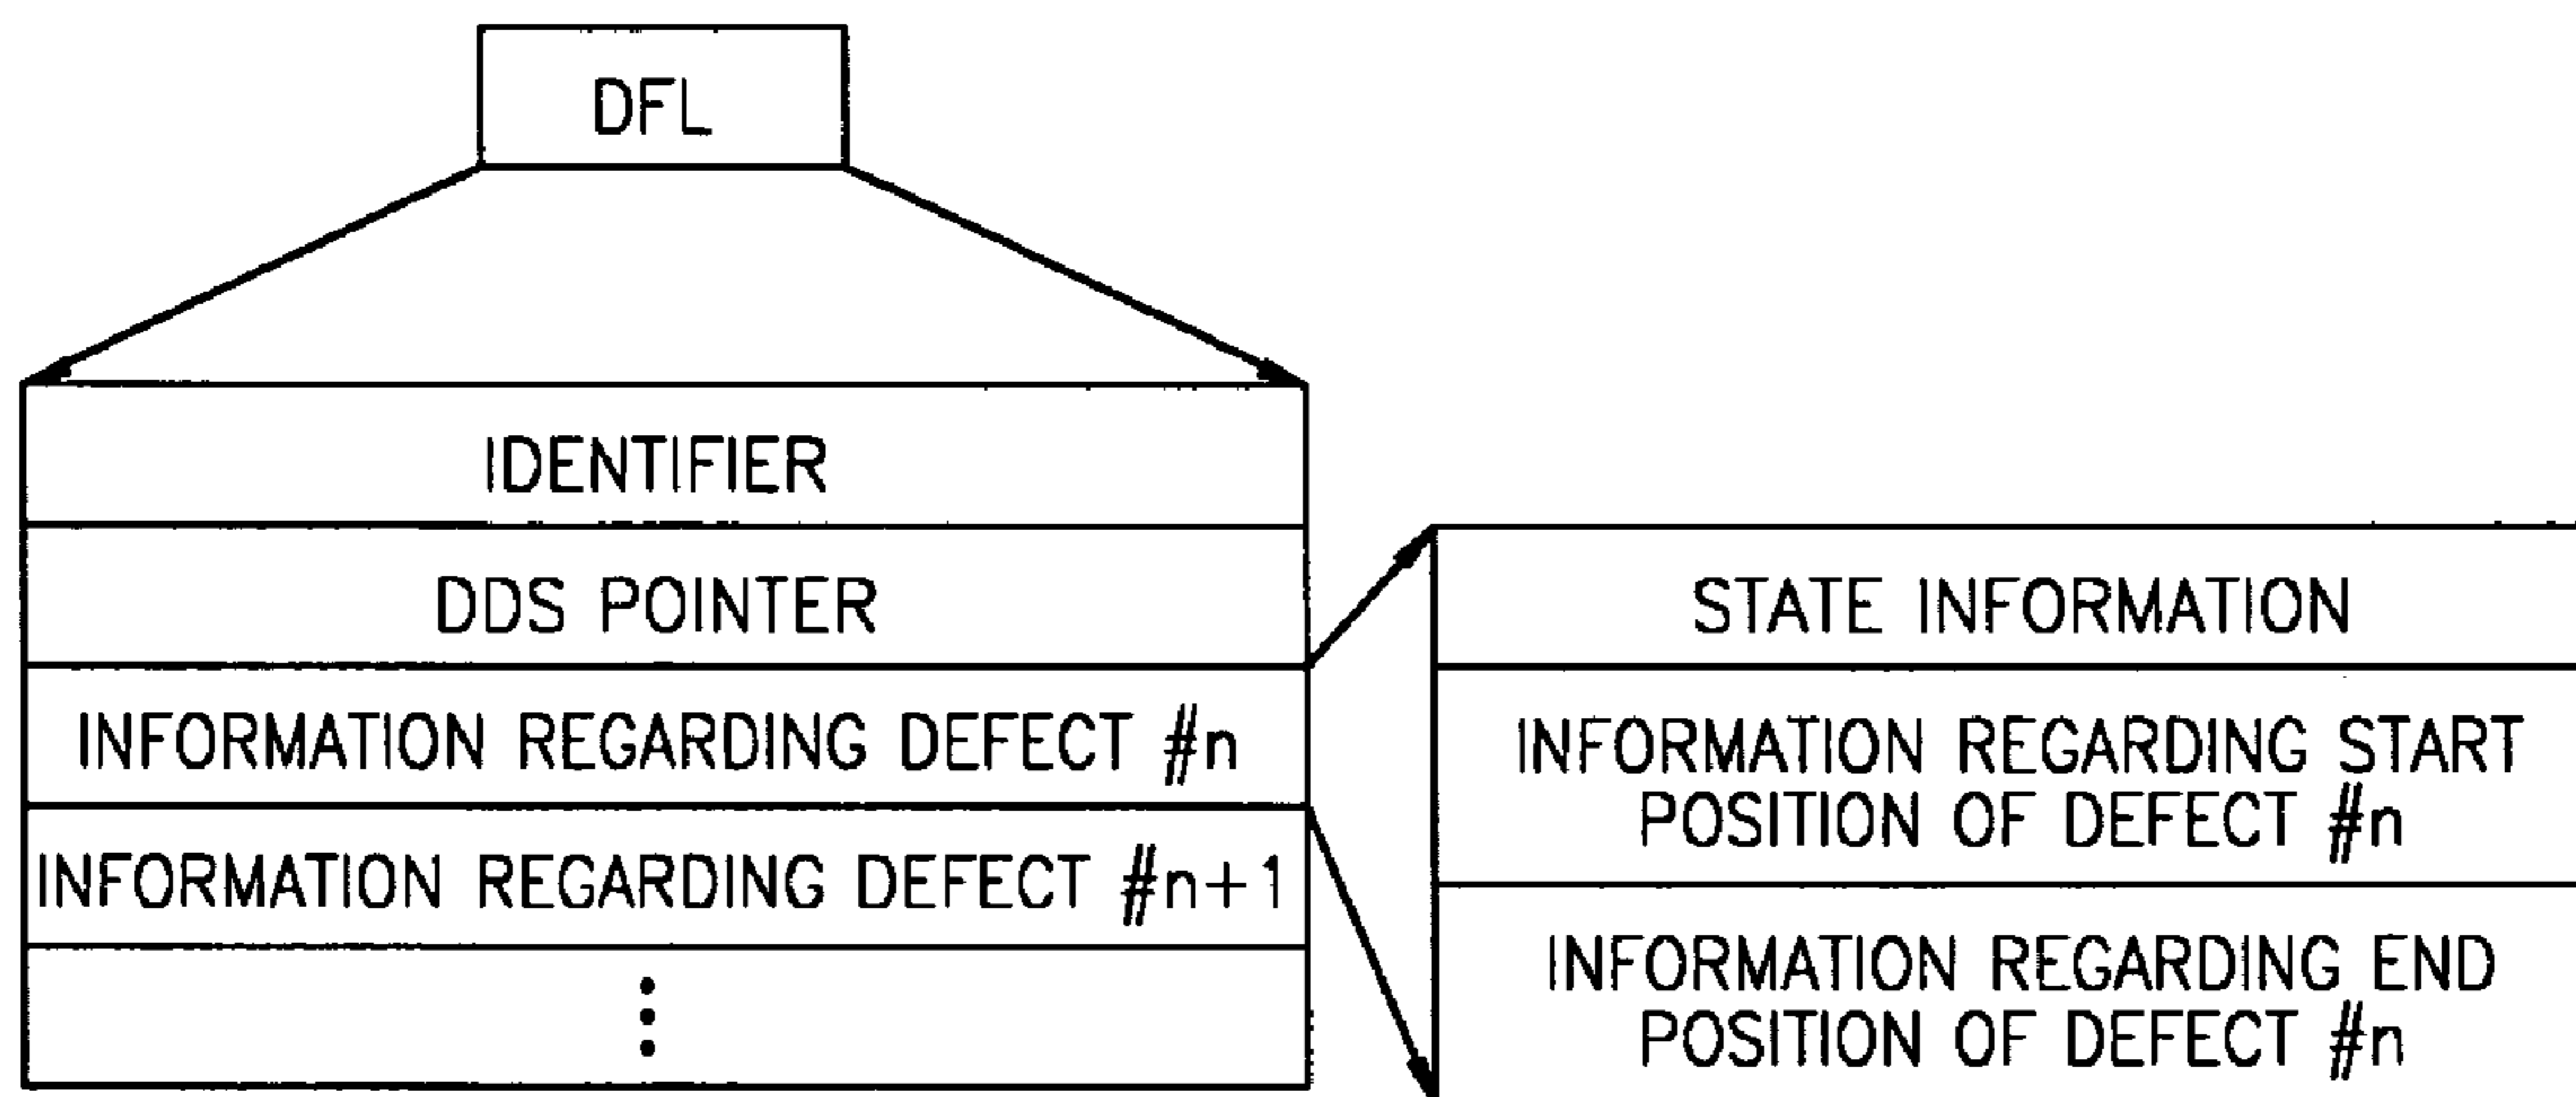 DFL
IDENTIFIER
DDS POINTER
INFORMATION REGARDING DEFECT #n
INFORMATION REGARDING DEFECT #n+1
STATE INFORMATION
INFORMATION REGARDING START
POSITION OF DEFECT #n
INFORMATION REGARDING END
POSITION OF DEFECT #n